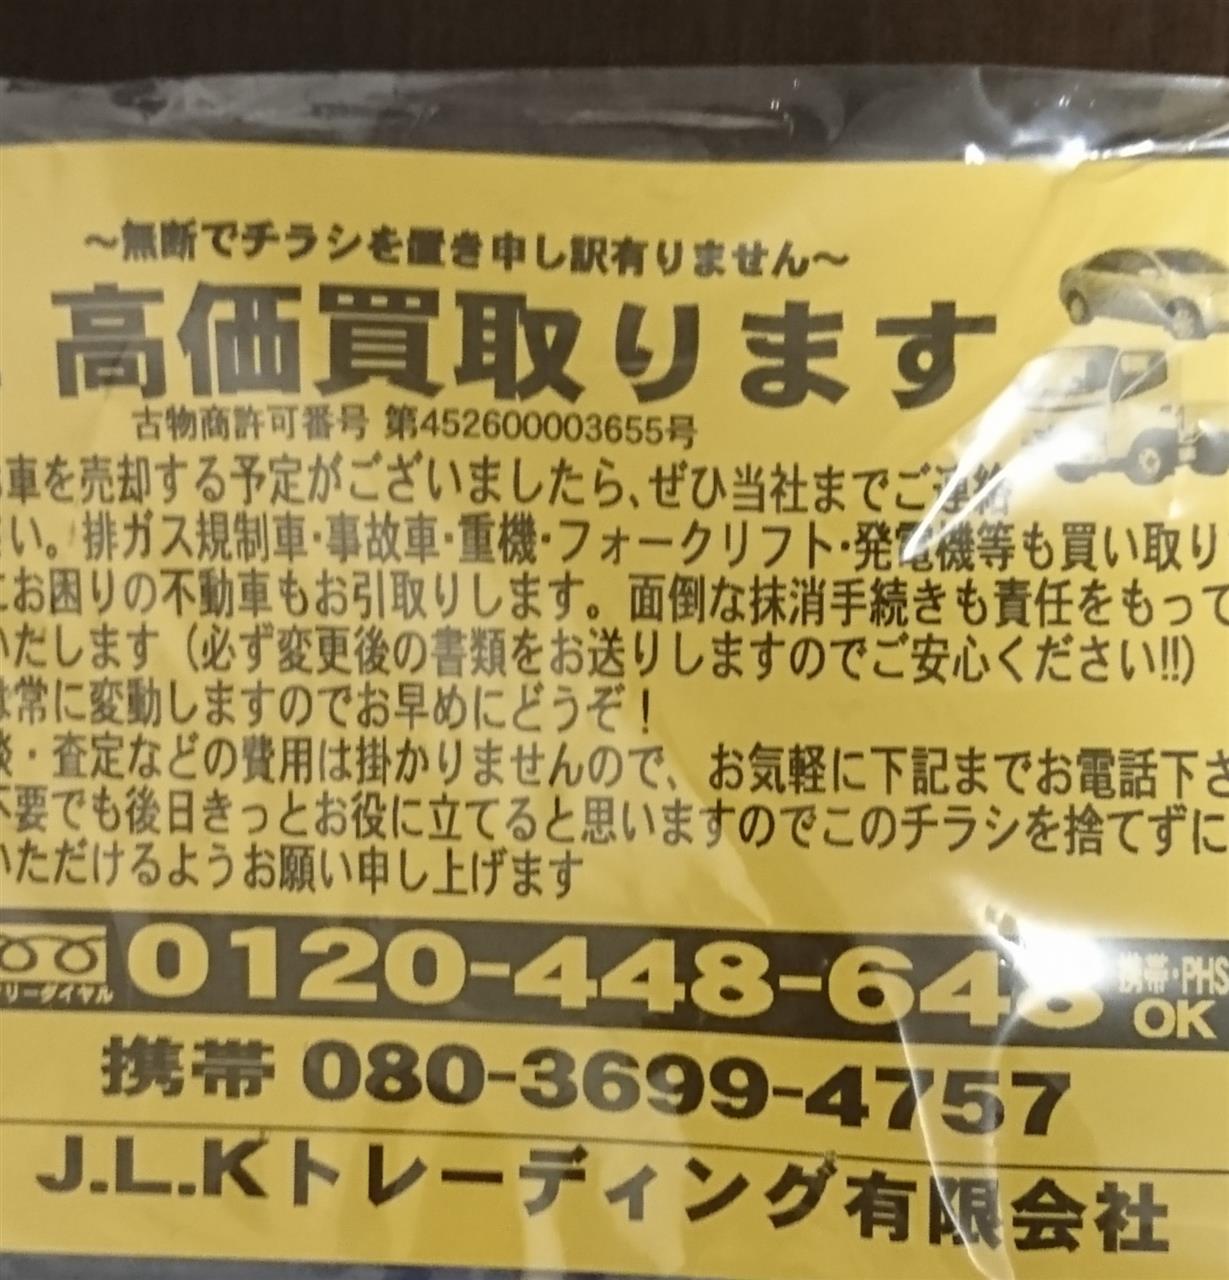 ～無断でチラシを置き申し訳有りません～
高価買取ります
古物商許可番号 第452600003655号
車を売却する予定がございましたら、ぜひ当社までご連絡
い。排ガス規制車・事故車・重機・フォークリフト・発電機等も買い取り
にお困りの不動車もお引取りします。面倒な抹消手続きも責任をもって
いたします（必ず変更後の書類をお送りしますのでご安心ください!!）
は常に変動しますのでお早めにどうぞ！
談・査定などの費用は掛かりませんので、お気軽に下記までお電話下さ
不要でも後日きっとお役に立てると思いますのでこのチラシを捨てずに
いただけるようお願い申し上げます
フリーダイヤル 0120-448-648 携帯・PHS OK
携帯 080-3699-4757
J.L.Kトレーディング有限会社